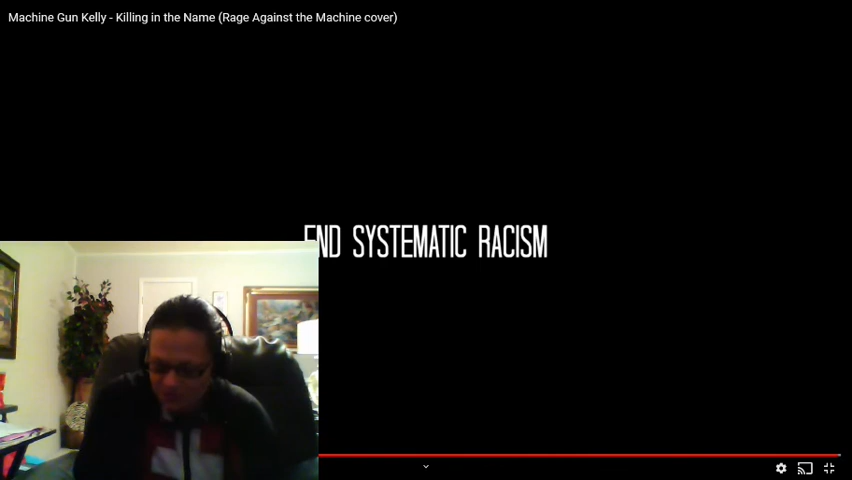 Machine Gun Kelly - Killing in the Name (Rage Against the Machine cover)
END SYSTEMATIC RACISM